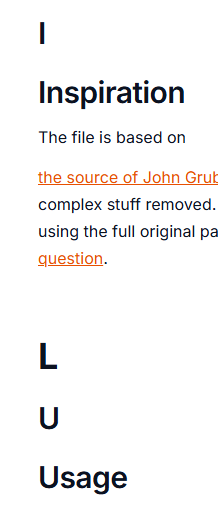 I
Inspiration
The file is based on
the source of John Grub
complex stuff removed.
using the full original pa
question.
L
U
Usage